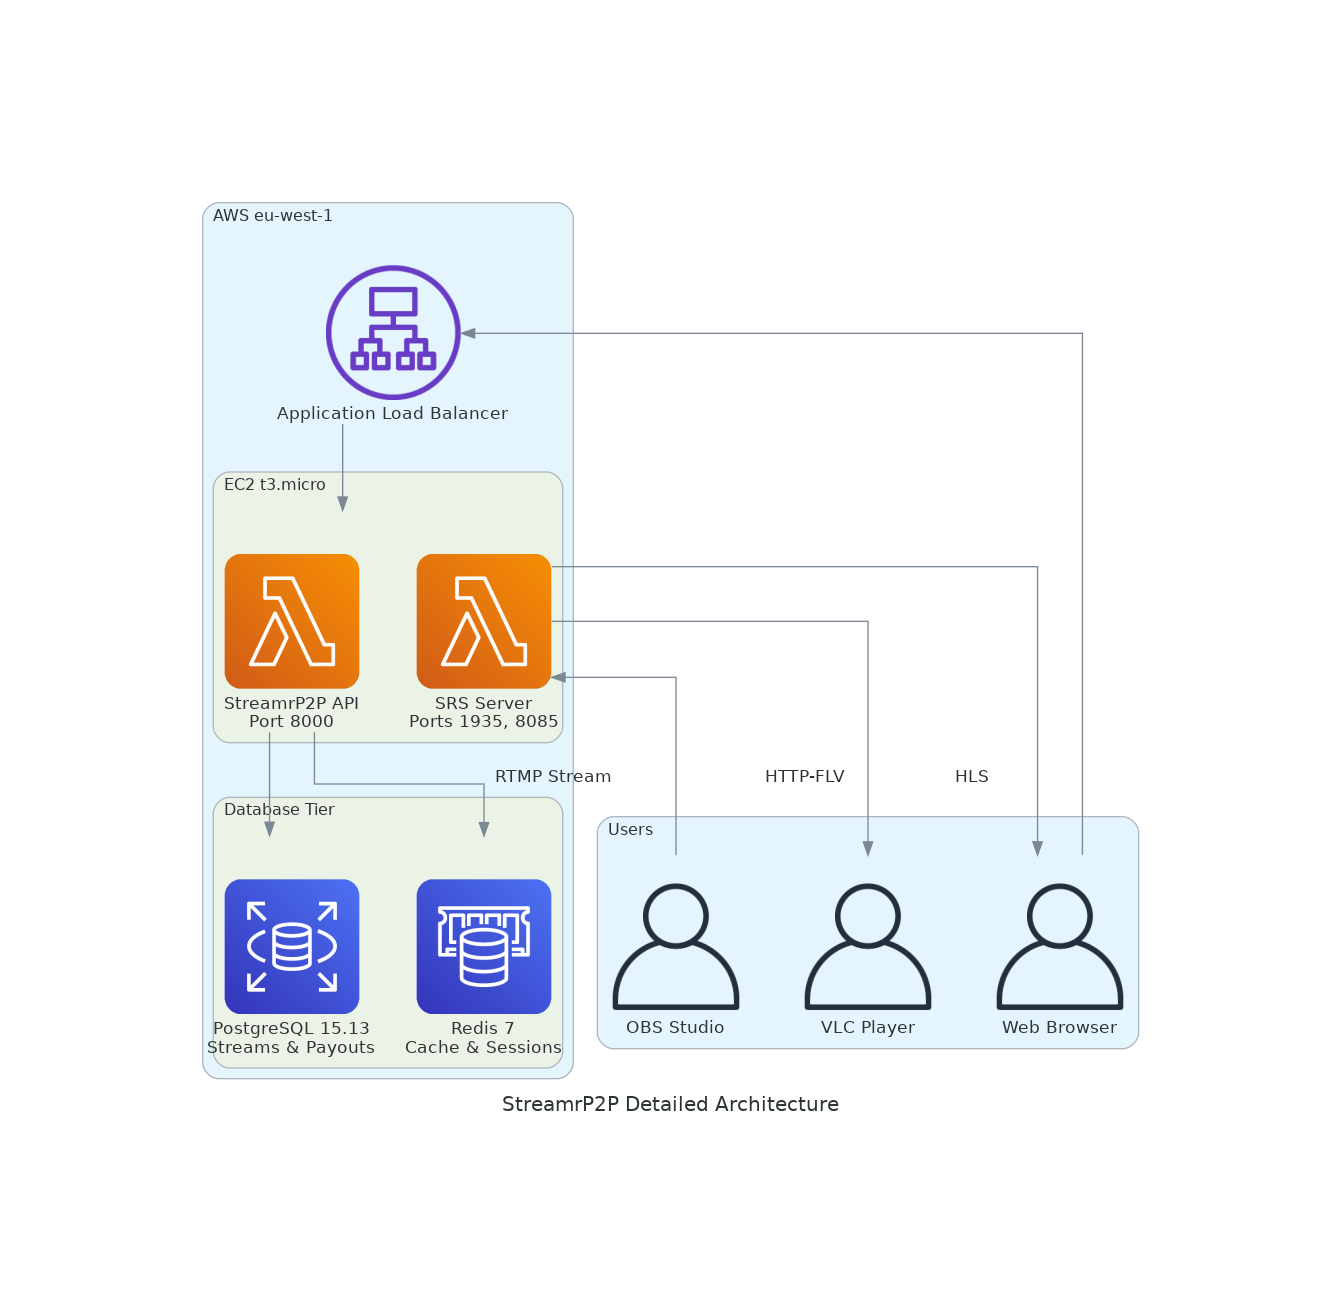 AWS eu-west-1
Application Load Balancer
EC2 t3.micro
StreamrP2P API
Port 8000
SRS Server
Ports 1935, 8085
RTMP Stream
HTTP-FLV
HLS
Database Tier
PostgreSQL 15.13
Streams & Payouts
Redis 7
Cache & Sessions
Users
OBS Studio
VLC Player
Web Browser
StreamrP2P Detailed Architecture